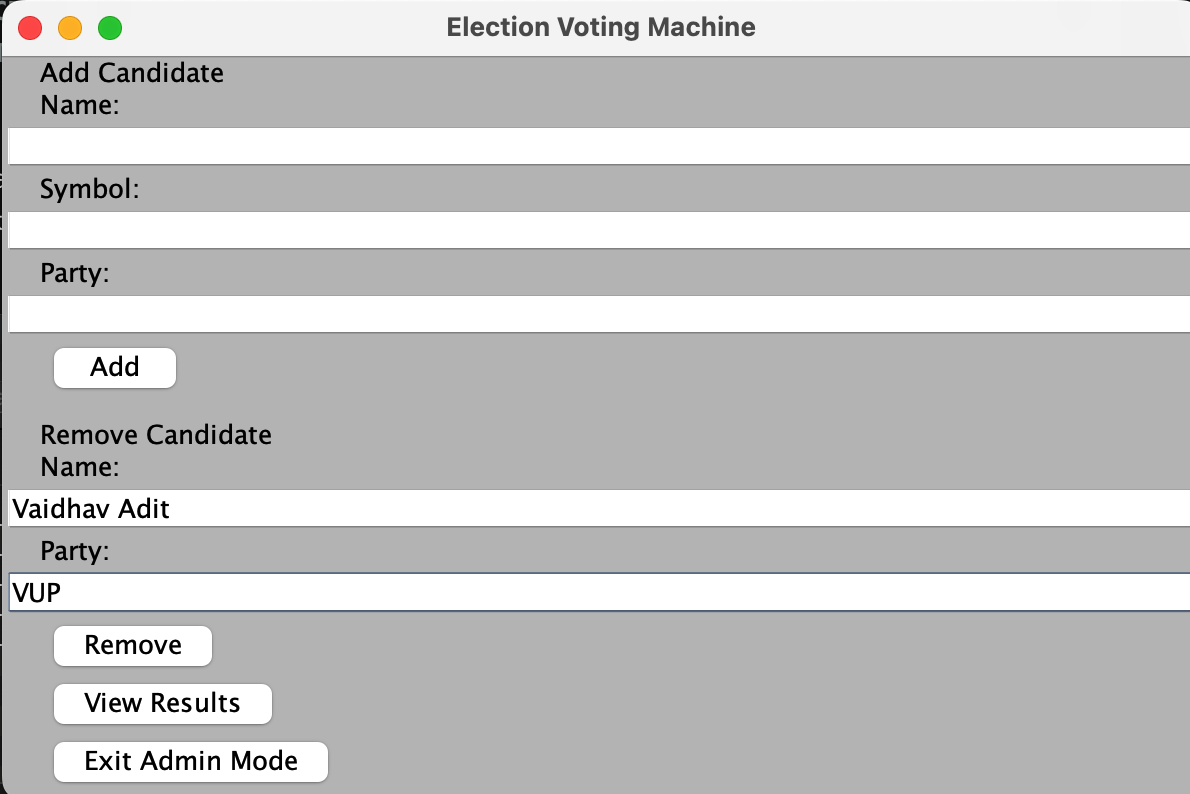 Election Voting Machine
Add Candidate
Name:
Symbol:
Party:
Add
Remove Candidate
Name:
Vaidhav Adit
Party:
VUP
Remove
View Results
Exit Admin Mode